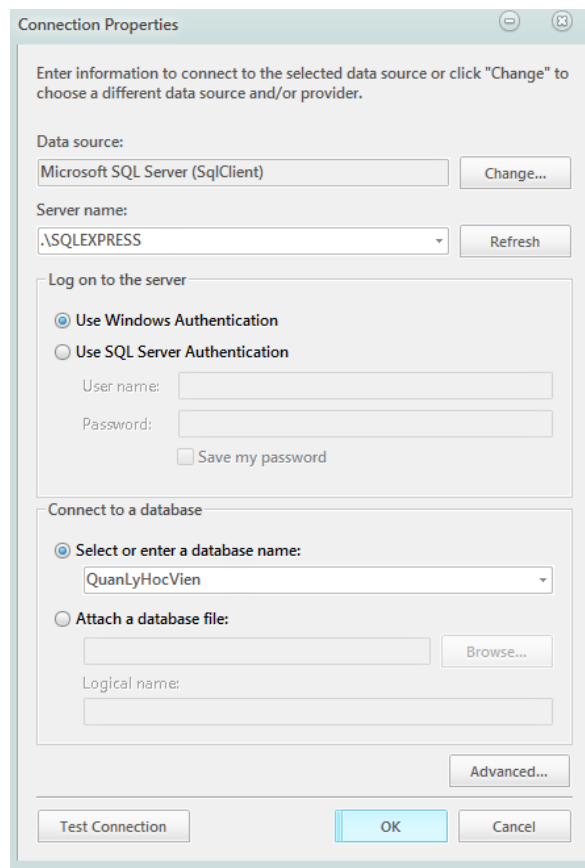 Connection Properties
Enter information to connect to the selected data source or click "Change" to
choose a different data source and/or provider.
Data source:
Microsoft SQL Server (SqlClient)
Change...
Server name:
.\SQLEXPRESS
Refresh
Log on to the server
Use Windows Authentication
Use SQL Server Authentication
User name:
Password:
Save my password
Connect to a database
Select or enter a database name:
QuanLyHocVien
Attach a database file:
Browse...
Logical name:
Advanced...
Test Connection
OK
Cancel